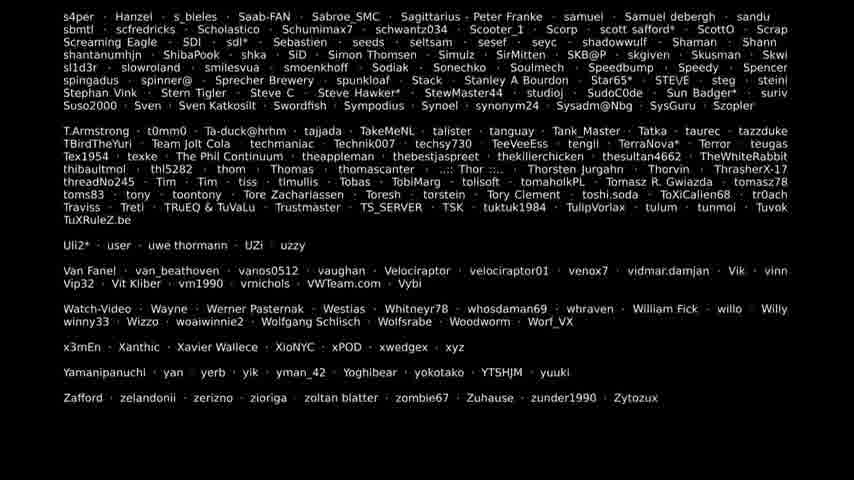 s4per · Hanzel · s_bleles · Saab-FAN · Sabroe_SMC · Sagittarius - Peter Franke · samuel · Samuel debergh · sandu
sbmtl · scfredricks · Scholastico · Schumimax7 · schwantz034 · Scooter_1 · Scorp · scott safford* · ScottO · Scrap
Screaming Eagle · SDI · sdl* · Sebastien · seeds · seltsam · sesef · seyc · shadowwulf · Shaman · Shann
shantanumhjn · ShibaPook · shka · SiD · Simon Thomsen · Simulz · SirMitten · SKB@P · skgiven · Skusman · Skwi
sl1d3r · slowroland · smilesvua · smoenkhoff · Sodiak · Sonechko · Soulmech · Speedbump · Speedy · Spencer
spingadus · spinner@ · Sprecher Brewery · spunkloaf · Stack · Stanley A Bourdon · Star65* · STE\/E · steg · steini
Stephan Vink · Stern Tigler · Steve C · Steve Hawker* · StewMaster44 · studioj · SudoC0de · Sun Badger* · suriv
Suso2000 · Sven · Sven Katkosilt · Swordfish · Sympodius · Synoel · synonym24 · Sysadm@Nbg · SysGuru · Szopler
T.Armstrong · t0mm0 · Ta-duck@hrhm · tajjada · TakeMeNL · talister · tanguay · Tank_Master · Tatka · taurec · tazzduke
TBirdTheYuri · Team Jolt Cola · techmaniac · Technik007 · techsy730 · TeeVeeEss · tengil · TerraNova* · Terror · teugas
Tex1954 · texke · The Phil Continuum · theappleman · thebestjaspreet · thekillerchicken · thesultan4662 · TheWhiteRabbit
thibaultmol · thl5282 · thom · Thomas · thomascanter · ..:: Thor ::.. · Thorsten Jurgahn · Thorvin · ThrasherX-17
threadNo245 · Tim · Tim · tiss · tlmullis · Tobas · TobiMarg · tolisoft · tomaholkPL · Tomasz R. Gwiazda · tomasz78
toms83 · tony · toontony · Tore Zachariassen · Toresh · torstein · Tory Clement · toshi.soda · ToXiCalien68 · tr0ach
Traviss · Treti · TRuEQ & TuVaLu · Trustmaster · TS_SERVER · TSK · tuktuk1984 · TulipVorlax · tulum · tunmoi · Tuvok
TuXRuleZ.be
Uli2* · user · uwe thormann · UZi · uzzy
Van Fanel · van_beathoven · vanos0512 · vaughan · Velociraptor · velociraptor01 · venox7 · vidmar.damjan · Vik · vinn
Vip32 · Vit Kliber · vm1990 · vmichols · VWTeam.com · Vybi
Watch-Video · Wayne · Werner Pasternak · Westias · Whitneyr78 · whosdaman69 · whraven · William Fick · willo · Willy
winny33 · Wizzo · woaiwinnie2 · Wolfgang Schlisch · Wolfsrabe · Woodworm · Worf_VX
x3mEn · Xanthic · Xavier Wallece · XioNYC · xPOD · xwedgex · xyz
Yamanipanuchi · yan · yerb · yik · yman_42 · Yoghibear · yokotako · YTSHJM · yuuki
Zafford · zelandonii · zerizno · zioriga · zoltan blatter · zombie67 · Zuhause · zunder1990 · Zytozux